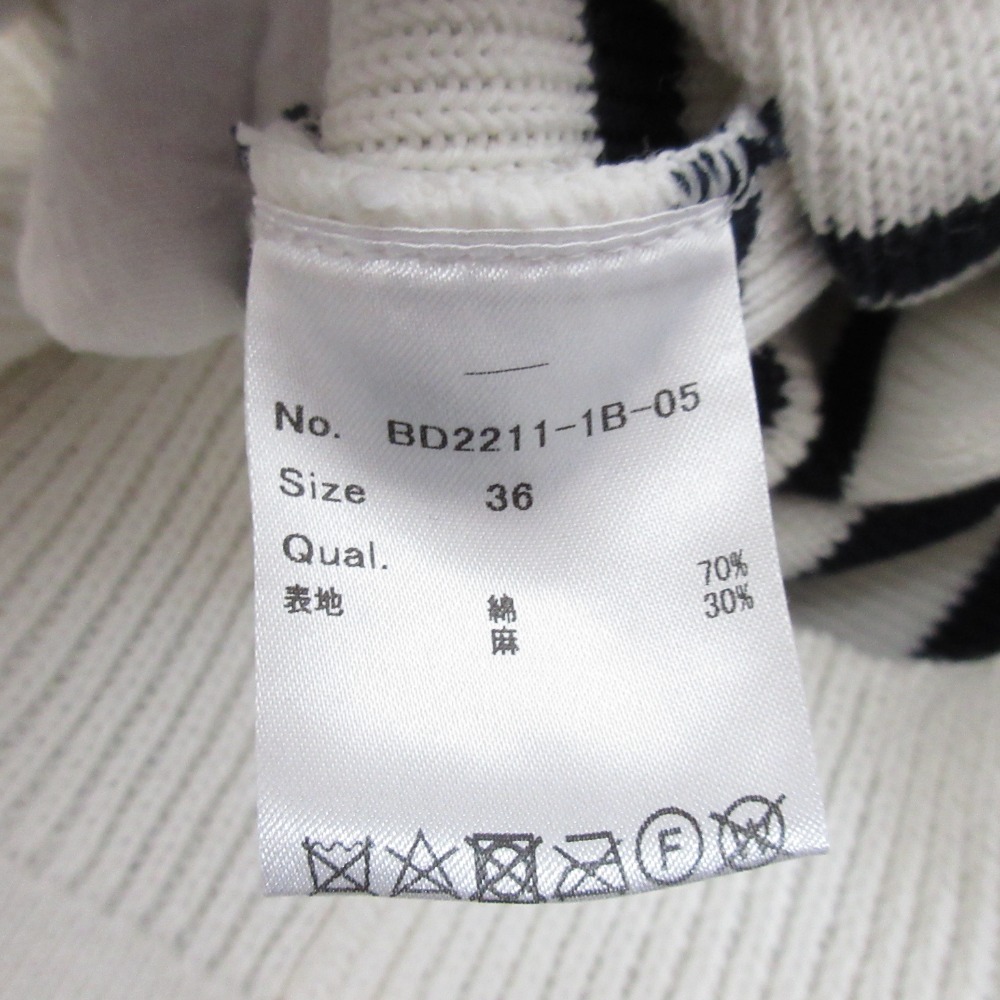 No. BD2211-1B-05
Size 36
Qual.
表地 綿 70%
麻 30%
F W